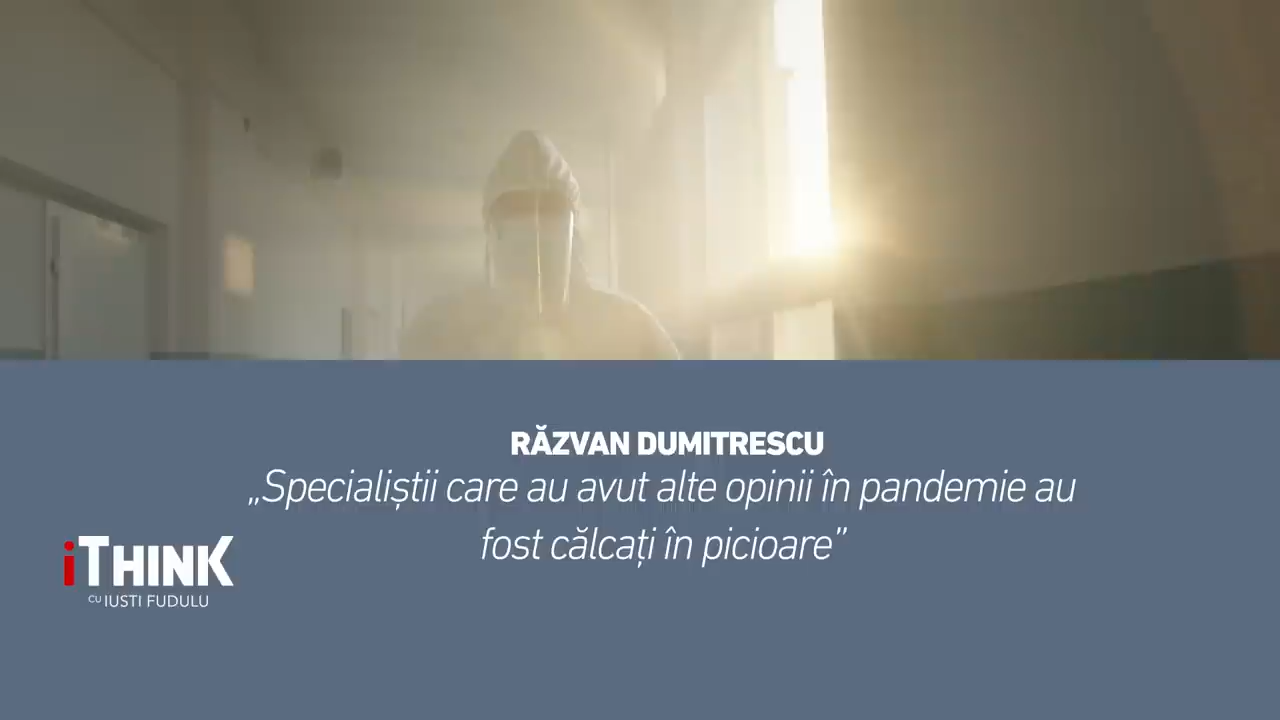 RĂZVAN DUMITRESCU
„Specialiștii care au avut alte opinii în pandemie au
fost călcați în picioare”
iTHINK
CU IUSTI FUDULU